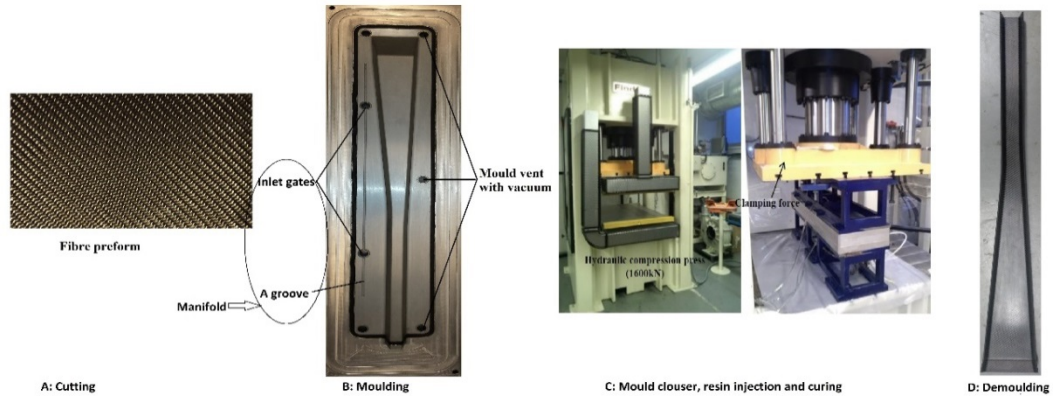 Fibre preform
Inlet gates
A groove
Manifold
Mould vent
with vacuum
Hydraulic compression press
(1600kN)
Clamping force
A: Cutting
B: Moulding
C: Mould clouser, resin injection and curing
D: Demoulding